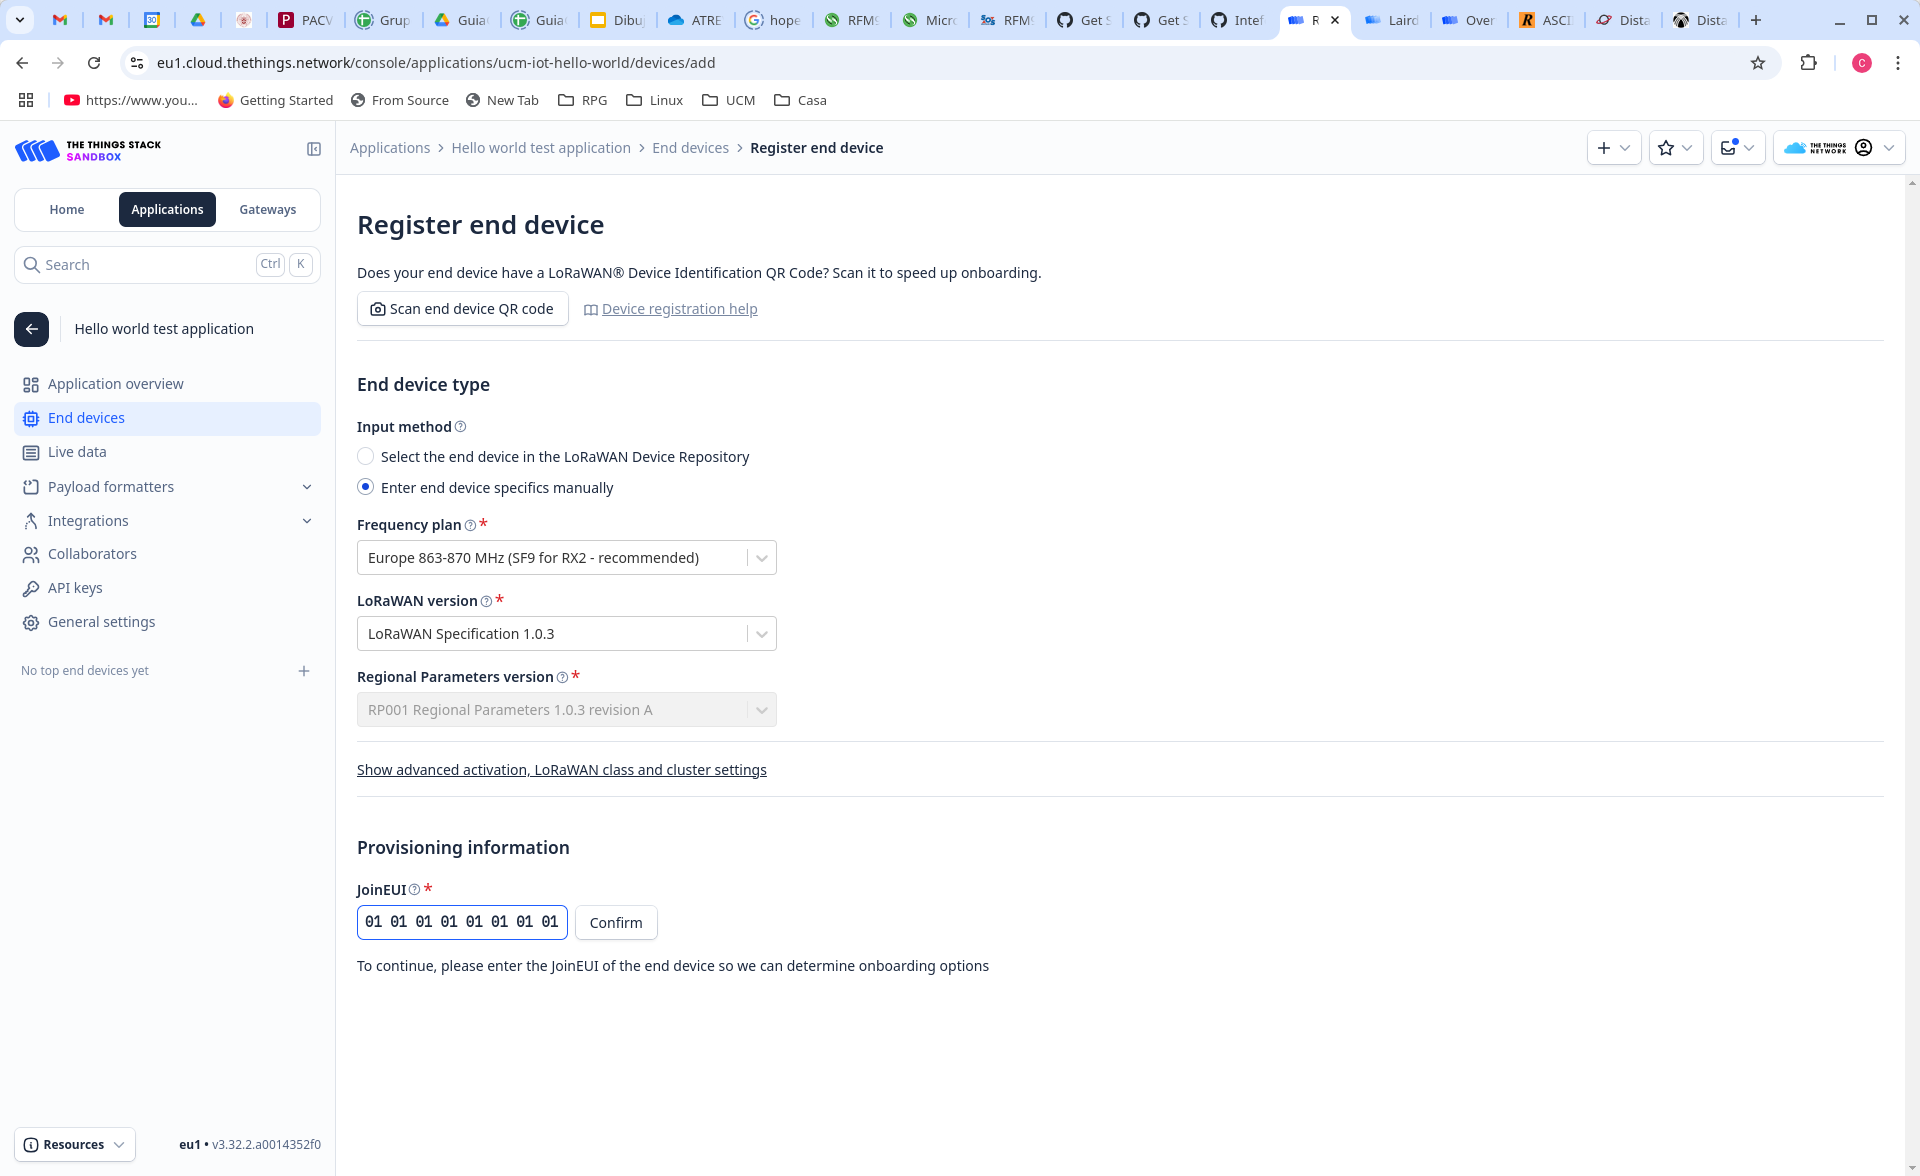 PACV
Grup
Guia
Guia
Dibuj
ATRE
hope
RFM9
Micro
RFM9
Get S
Get S
Intef
R
Laird
Over
ASCI
Dista
Dista
eu1.cloud.thethings.network/console/applications/ucm-iot-hello-world/devices/add
C
https://www.you...
Getting Started
From Source
New Tab
RPG
Linux
UCM
Casa
THE THINGS STACK
SANDBOX
Applications > Hello world test application > End devices > Register end device
THE THINGS
NETWORK
Home
Applications
Gateways
Search
Ctrl
K
Hello world test application
Application overview
End devices
Live data
Payload formatters
Integrations
Collaborators
API keys
General settings
No top end devices yet
Register end device
Does your end device have a LoRaWAN® Device Identification QR Code? Scan it to speed up onboarding.
Scan end device QR code
Device registration help
End device type
Input method
Select the end device in the LoRaWAN Device Repository
Enter end device specifics manually
Frequency plan *
Europe 863-870 MHz (SF9 for RX2 - recommended)
LoRaWAN version *
LoRaWAN Specification 1.0.3
Regional Parameters version *
RP001 Regional Parameters 1.0.3 revision A
Show advanced activation, LoRaWAN class and cluster settings
Provisioning information
JoinEUI *
01 01 01 01 01 01 01 01
Confirm
To continue, please enter the JoinEUI of the end device so we can determine onboarding options
Resources
eu1 • v3.32.2.a0014352f0